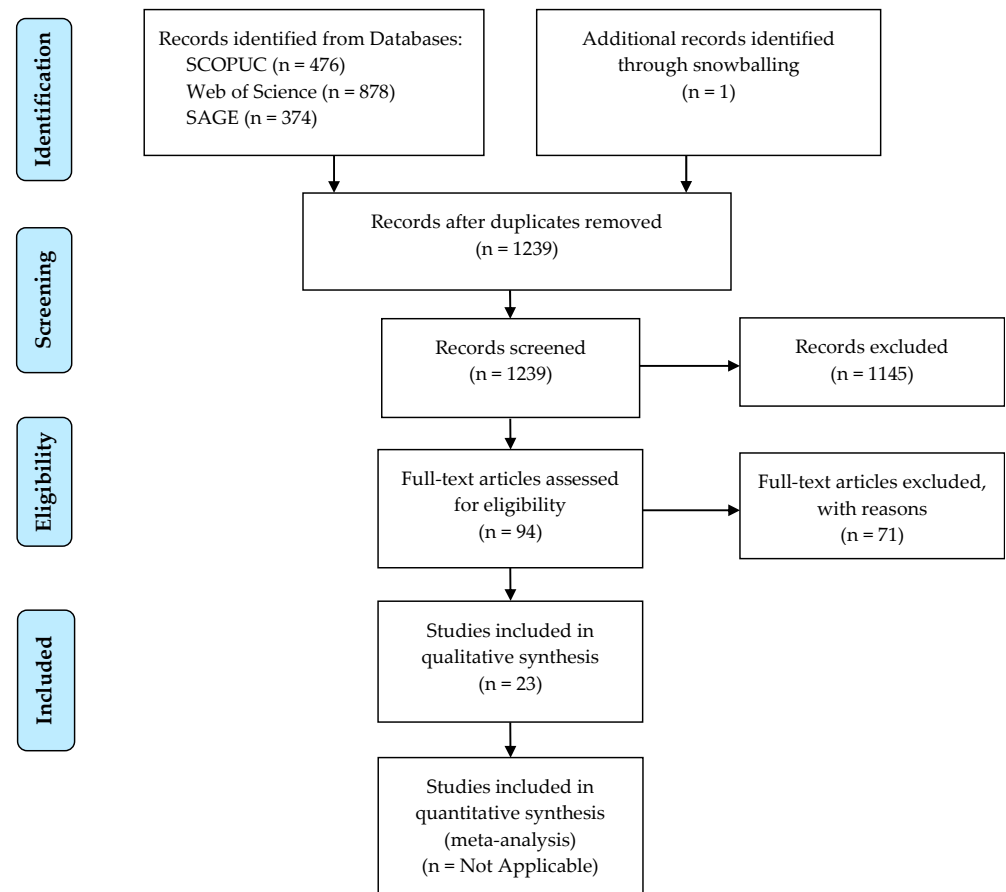 Identification
Records identified from Databases:
SCOPUC (n = 476)
Web of Science (n = 878)
SAGE (n = 374)
Additional records identified
through snowballing
(n = 1)
Records after duplicates removed
(n = 1239)
Screening
Records screened
(n = 1239)
Records excluded
(n = 1145)
Eligibility
Full-text articles assessed
for eligibility
(n = 94)
Full-text articles excluded,
with reasons
(n = 71)
Included
Studies included in
qualitative synthesis
(n = 23)
Studies included in
quantitative synthesis
(meta-analysis)
(n = Not Applicable)